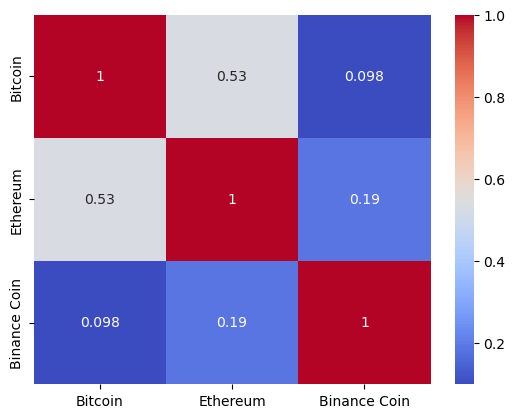 Bitcoin
1
0.53
0.098
Ethereum
0.53
1
0.19
Binance Coin
0.098
0.19
1
Bitcoin
Ethereum
Binance Coin
1.0
0.8
0.6
0.4
0.2